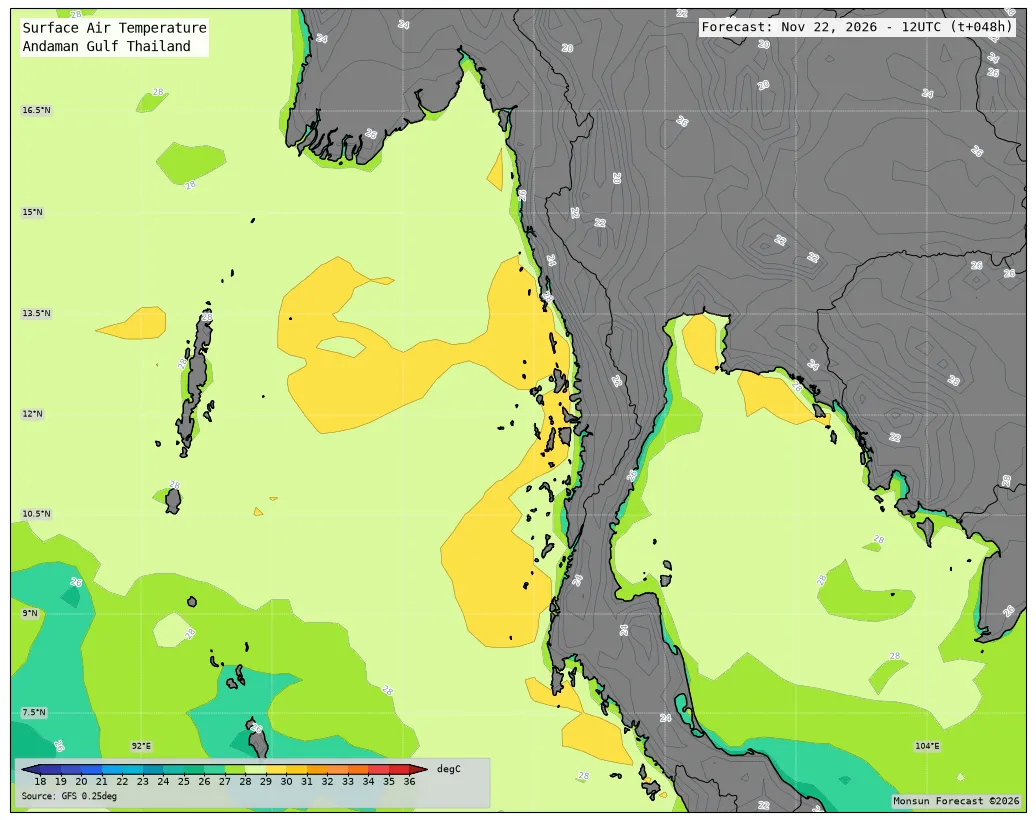 Surface Air Temperature
Andaman Gulf Thailand
Forecast: Nov 22, 2026 - 12UTC (t+048h)
16.5°N
15°N
13.5°N
12°N
10.5°N
9°N
7.5°N
92°E
104°E
degC
18 19 20 21 22 23 24 25 26 27 28 29 30 31 32 33 34 35 36
Source: GFS 0.25deg
Monsun Forecast ©2026